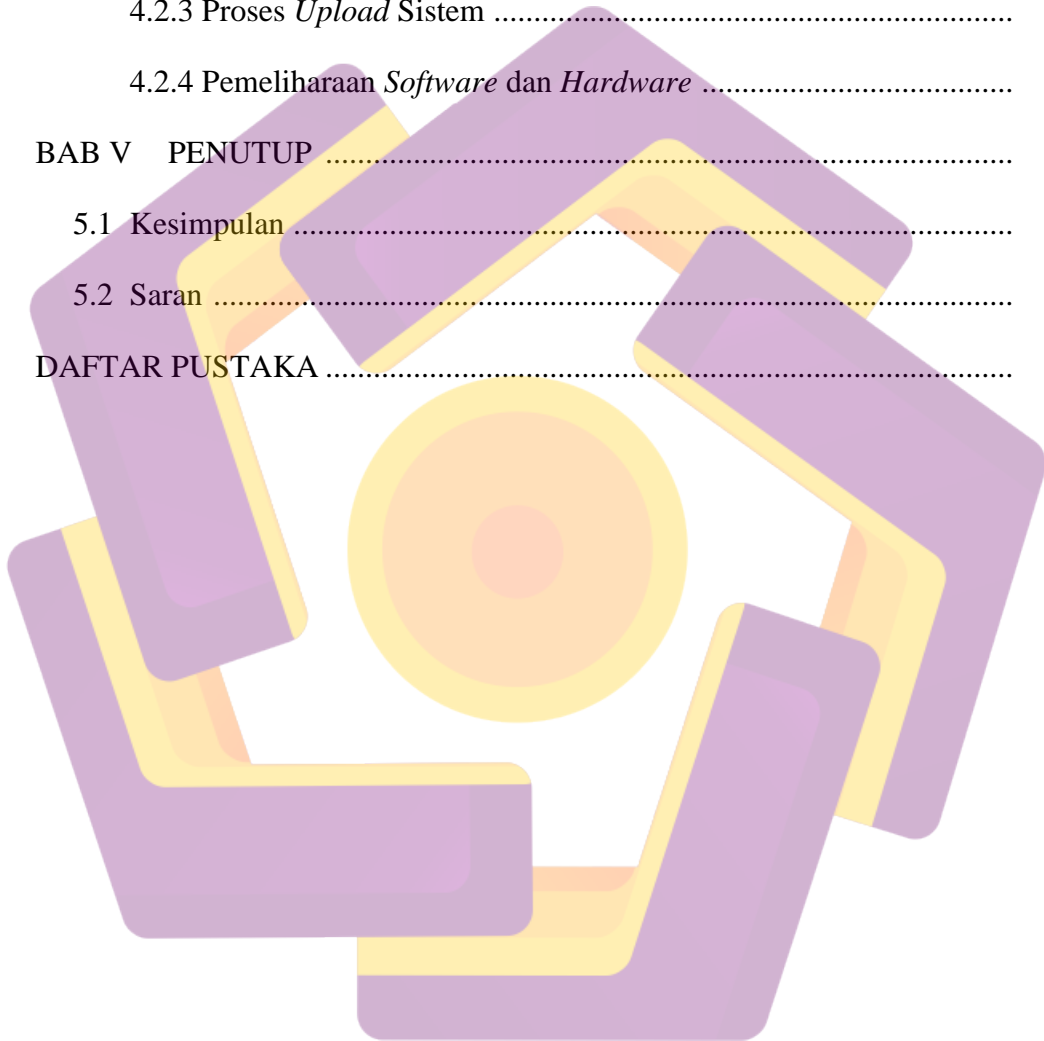 4.2.3 Proses Upload Sistem ..................................................................
4.2.4 Pemeliharaan Software dan Hardware .......................................
BAB V PENUTUP .......................................................................................
5.1 Kesimpulan ...........................................................................................
5.2 Saran .....................................................................................................
DAFTAR PUSTAKA .......................................................................................